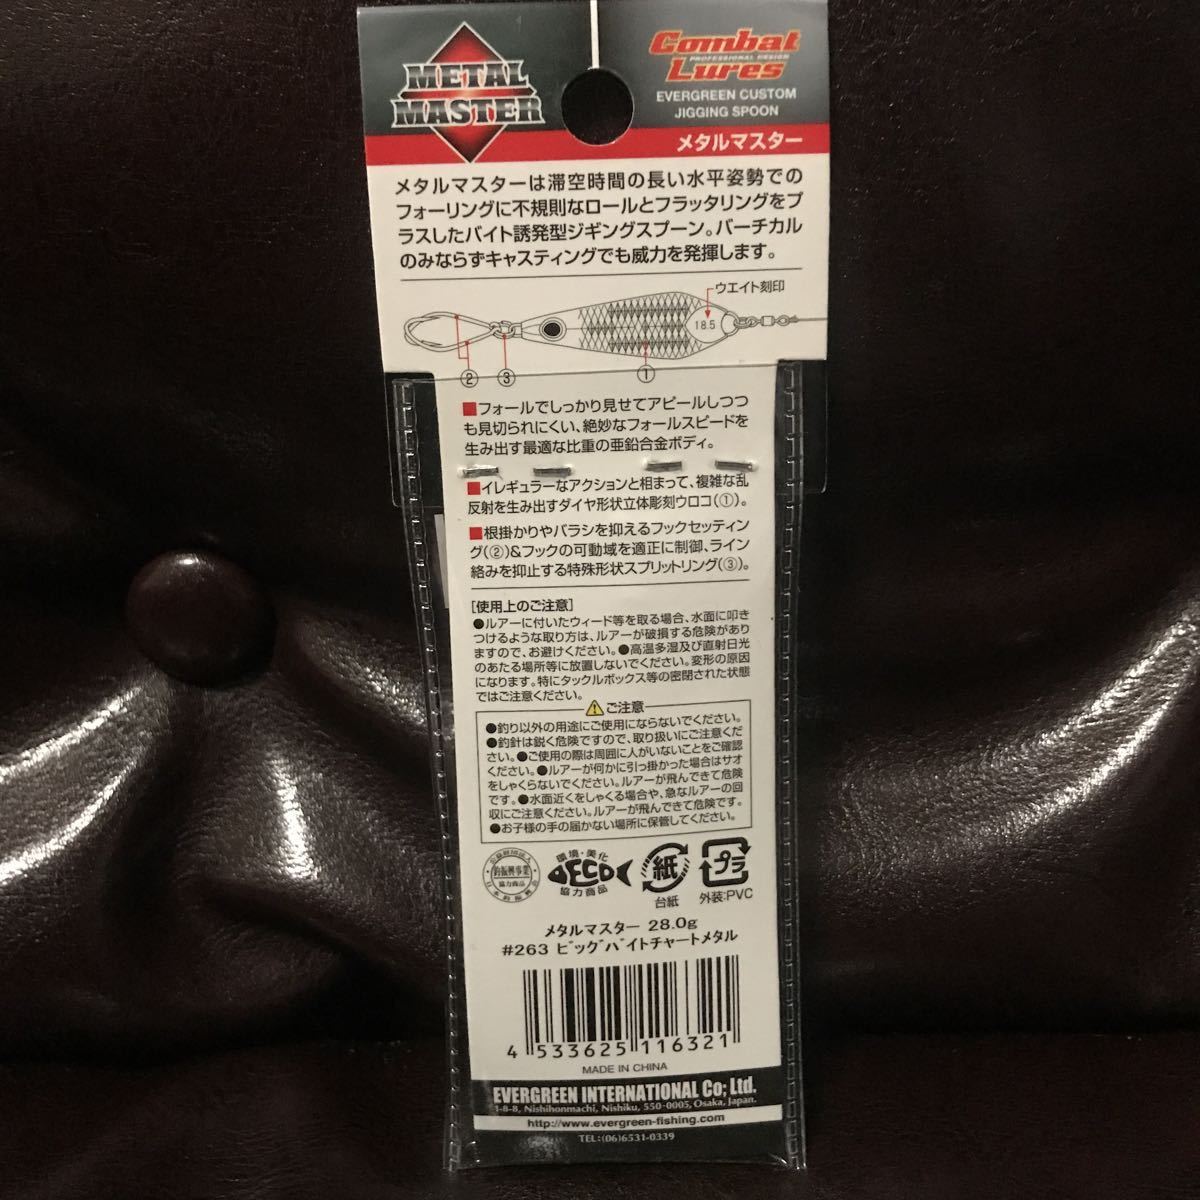 METAL
MASTER
Combat
PROFESSIONAL DESIGN
Lures
EVERGREEN CUSTOM
JIGGING SPOON
メタルマスター
メタルマスターは滞空時間の長い水平姿勢での
フォーリングに不規則なロールとフラッタリングをプ
ラスしたバイト誘発型ジギングスプーン。バーチカル
のみならずキャスティングでも威力を発揮します。
ウエイト刻印
18.5
② ③ ①
■フォールでしっかり見せてアピールしつつ
も見切られにくい、絶妙なフォールスピードを
生み出す最適な比重の亜鉛合金ボディ。
■イレギュラーなアクションと相まって、複雑な乱
反射を生み出すダイヤ形状立体彫刻ウロコ(①)。
■根掛かりやバラシを抑えるフックセッティン
グ(②)&フックの可動域を適正に制御、ライン
絡みを抑止する特殊形状スプリットリング(③)。
[使用上のご注意]
●ルアーに付いたウィード等を取る場合、水面に叩き
つけるような取り方は、ルアーが破損する危険があり
ますので、お避けください。●高温多湿及び直射日光
のあたる場所等に放置しないでください。変形の原因
になります。特にタックルボックス等の密閉された状態
ではご注意ください。
⚠ご注意
●釣り以外の用途にご使用にならないでください。
●釣針は鋭く危険ですので、取り扱いにご注意くだ
さい。●ご使用の際は周囲に人がいないことをご確認
ください。●ルアーが何かに引っ掛かった場合はサオ
をしゃくらないでください。ルアーが飛んできて危険
です。●水面近くをしゃくる場合や、急なルアーの回
収にご注意ください。ルアーが飛んできて危険です。
●お子様の手の届かない場所に保管してください。
公益財団法人
釣振興事業
協力商品
日本釣振興会
環境・美化
ECO
協力商品
紙
台紙
プラ
外装:PVC
メタルマスター 28.0g
#263 ビッグバイトチャートメタル
4 533625 116321
MADE IN CHINA
EVERGREEN INTERNATIONAL Co; Ltd.
1-8-8, Nishihonmachi, Nishiku, 550-0005, Osaka, Japan.
http://www.evergreen-fishing.com
TEL:(06)6531-0339